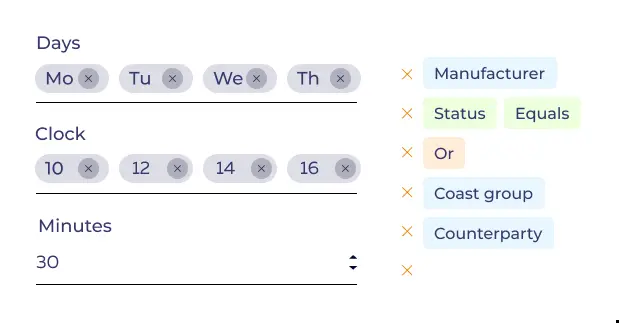 Days
Mo Tu We Th
Clock
10 12 14 16
Minutes
30
Manufacturer
Status Equals
Or
Coast group
Counterparty